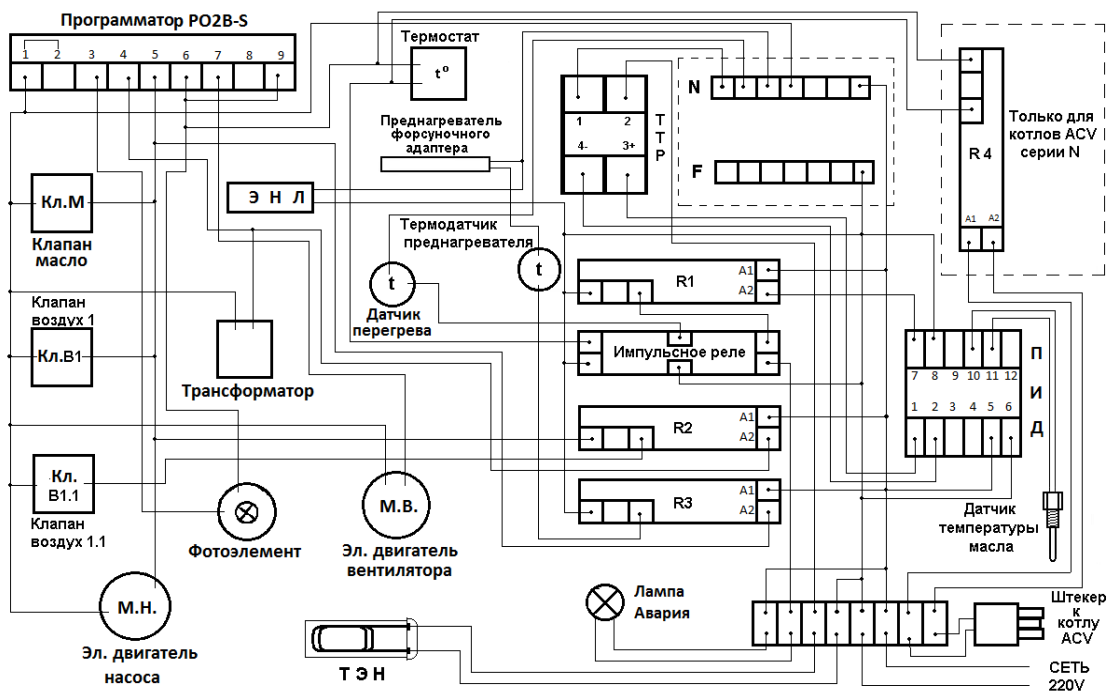 Программатор PO2B-S
1 2 3 4 5 6 7 8 9
Термостат
t°
Преднагреватель
форсуночного
адаптера
Э Н Л
Кл.М
Клапан
масло
Клапан
воздух 1
Кл.В1
Трансформатор
Кл.
В1.1
Клапан
воздух 1.1
Фотоэлемент
М.Н.
Эл. двигатель
насоса
М.В.
Эл. двигатель
вентилятора
Т Э Н
Термодатчик
преднагревателя
t
t
Датчик
перегрева
1 2
4- 3+
Т Т Р
N
F
R1
A1
A2
Импульсное реле
R2
A1
A2
R3
A1
A2
Лампа
Авария
R 4
A1 A2
Только для
котлов ACV
серии N
7 8 9 10 11 12
1 2 3 4 5 6
П И Д
Датчик
температуры
масла
Штекер
к
котлу
ACV
СЕТЬ
220V